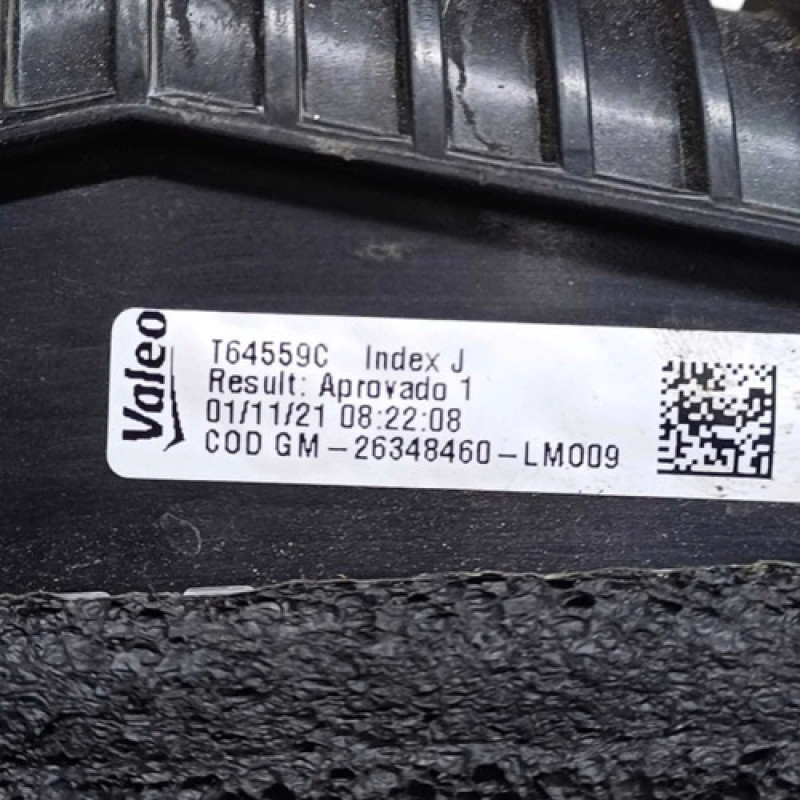 Valeo
T64559C Index J
Result: Aprovado 1
01/11/21 08:22:08
COD GM-26348460-LM009